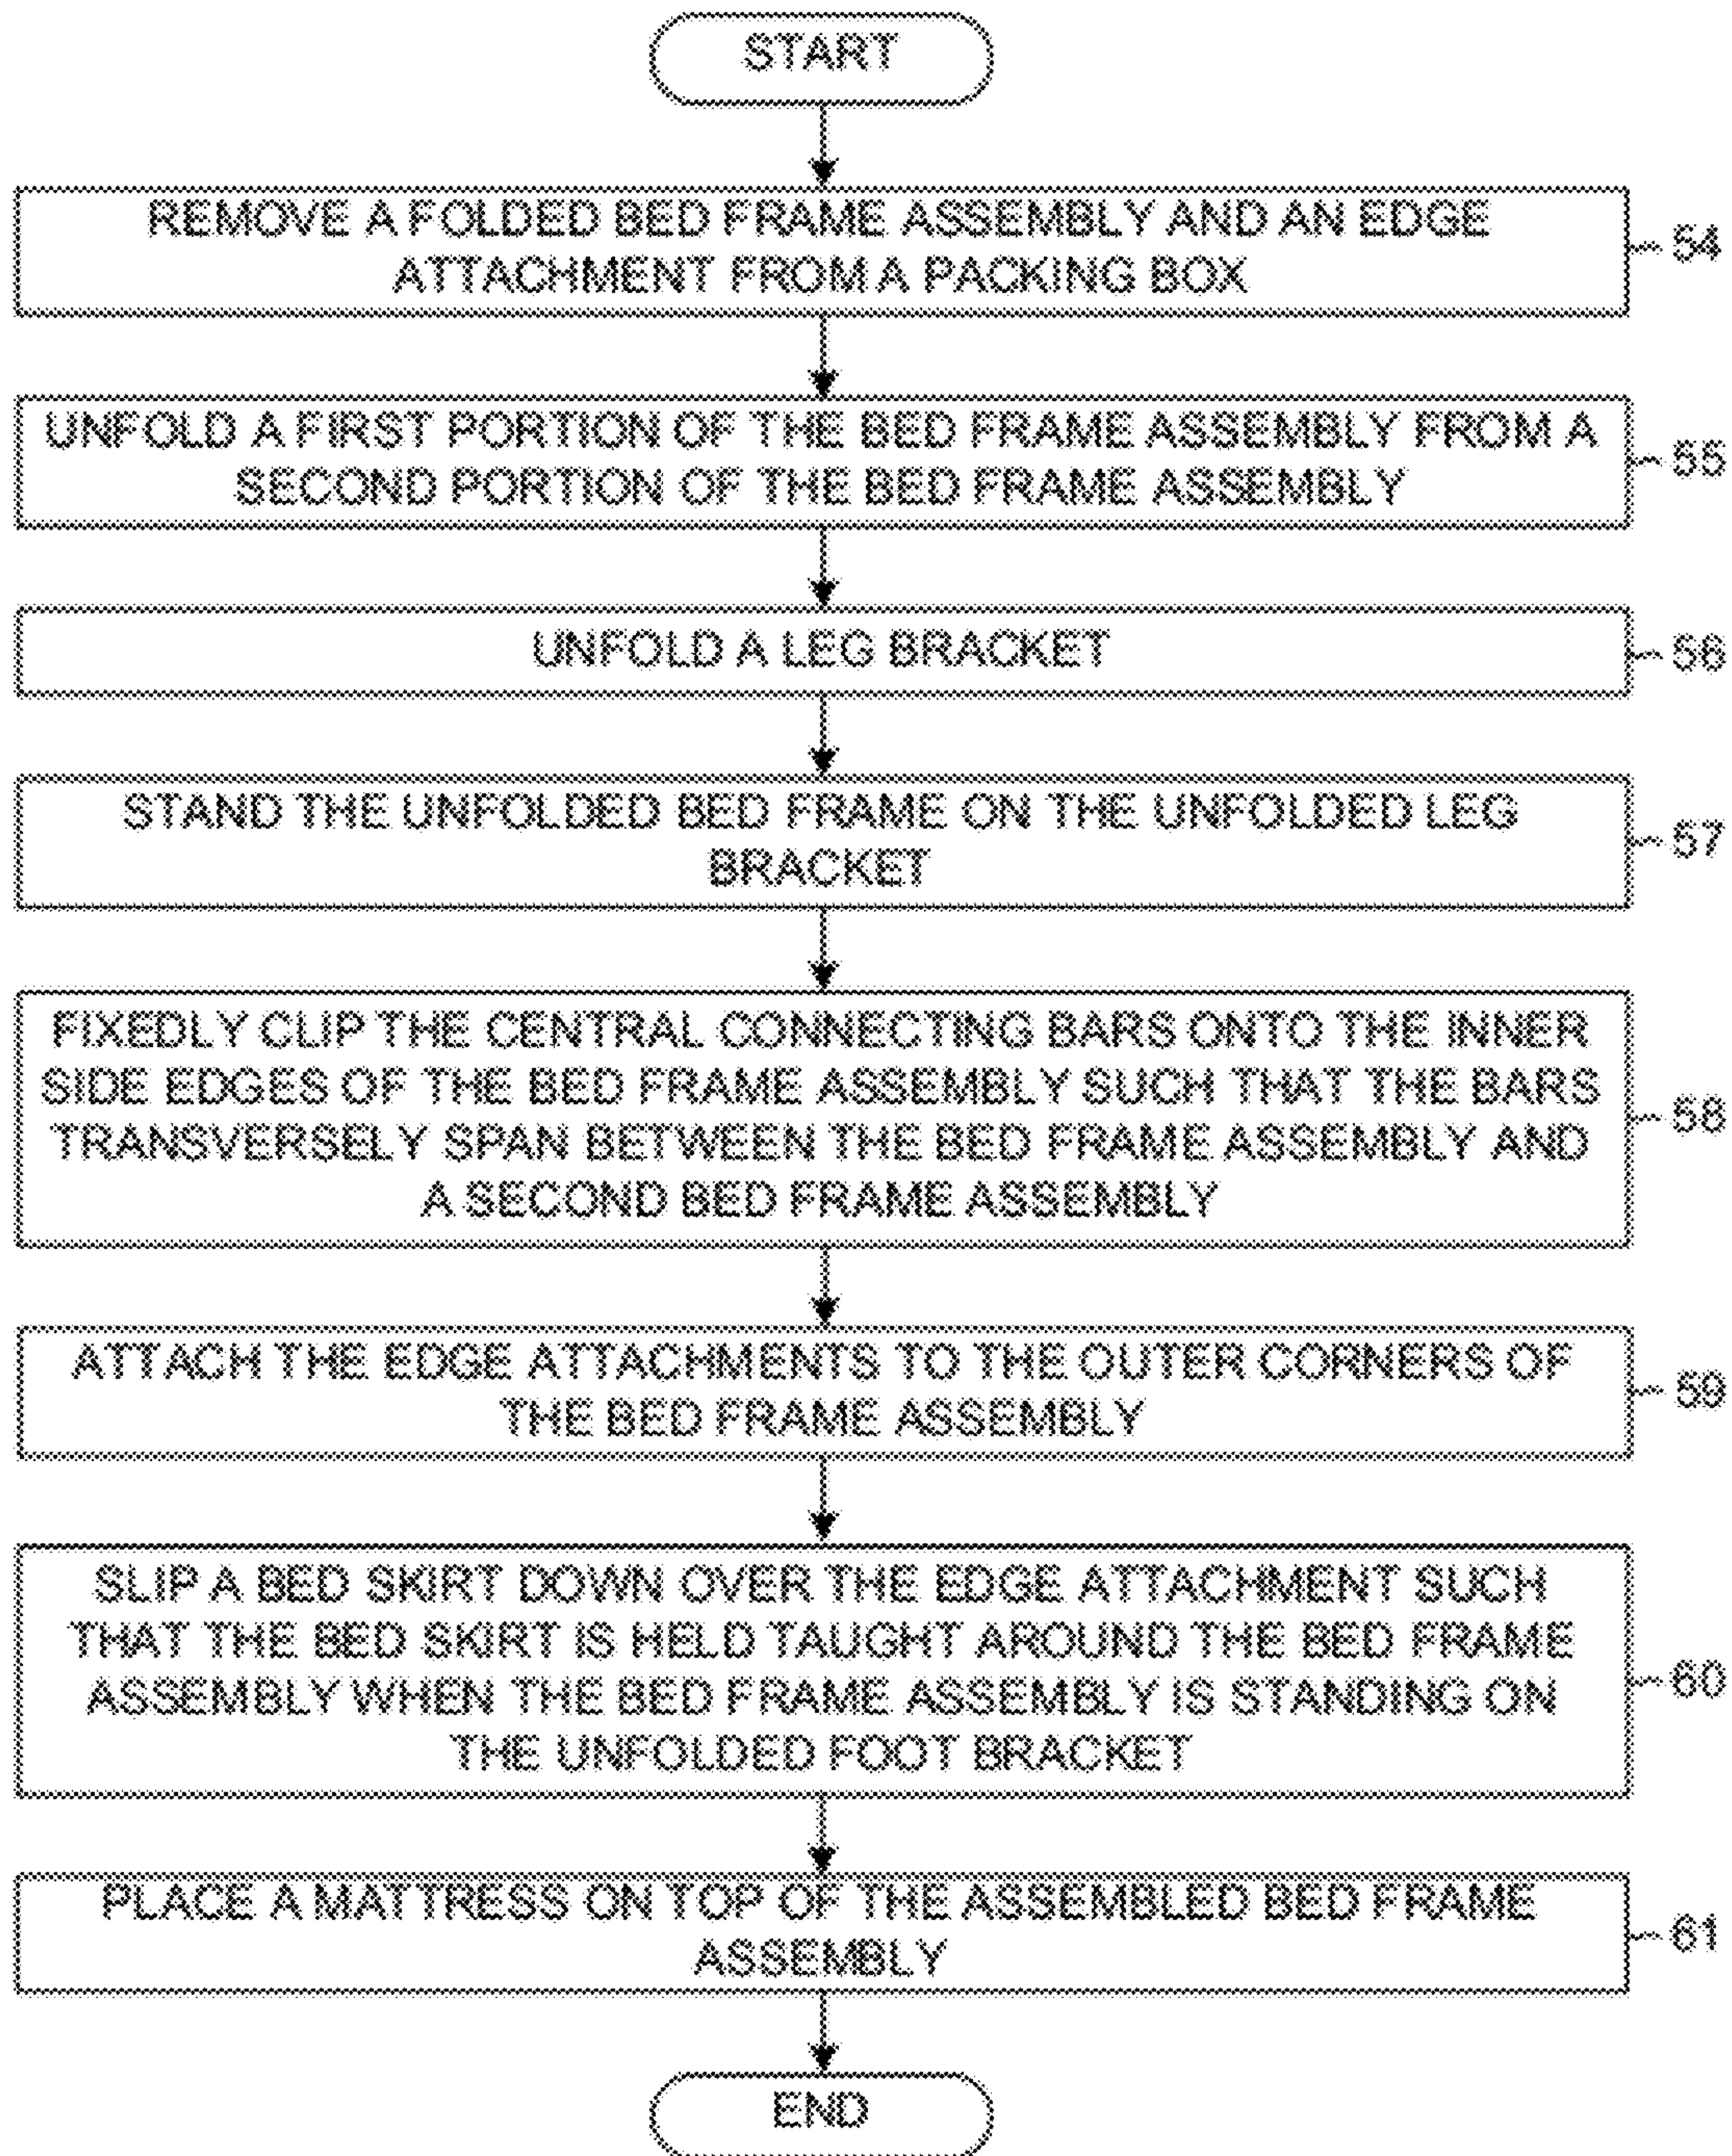 START
REMOVE A FOLDED BED FRAME ASSEMBLY AND AN EDGE
ATTACHMENT FROM A PACKING BOX
54
UNFOLD A FIRST PORTION OF THE BED FRAME ASSEMBLY FROM A
SECOND PORTION OF THE BED FRAME ASSEMBLY
55
UNFOLD A LEG BRACKET
56
STAND THE UNFOLDED BED FRAME ON THE UNFOLDED LEG
BRACKET
57
FIXEDLY CLIP THE CENTRAL CONNECTING BARS ONTO THE INNER
SIDE EDGES OF THE BED FRAME ASSEMBLY SUCH THAT THE BARS
TRANSVERSELY SPAN BETWEEN THE BED FRAME ASSEMBLY AND
A SECOND BED FRAME ASSEMBLY
58
ATTACH THE EDGE ATTACHMENTS TO THE OUTER CORNERS OF
THE BED FRAME ASSEMBLY
59
SLIP A BED SKIRT DOWN OVER THE EDGE ATTACHMENT SUCH
THAT THE BED SKIRT IS HELD TAUGHT AROUND THE BED FRAME
ASSEMBLY WHEN THE BED FRAME ASSEMBLY IS STANDING ON
THE UNFOLDED FOOT BRACKET
60
PLACE A MATTRESS ON TOP OF THE ASSEMBLED BED FRAME
ASSEMBLY
61
END